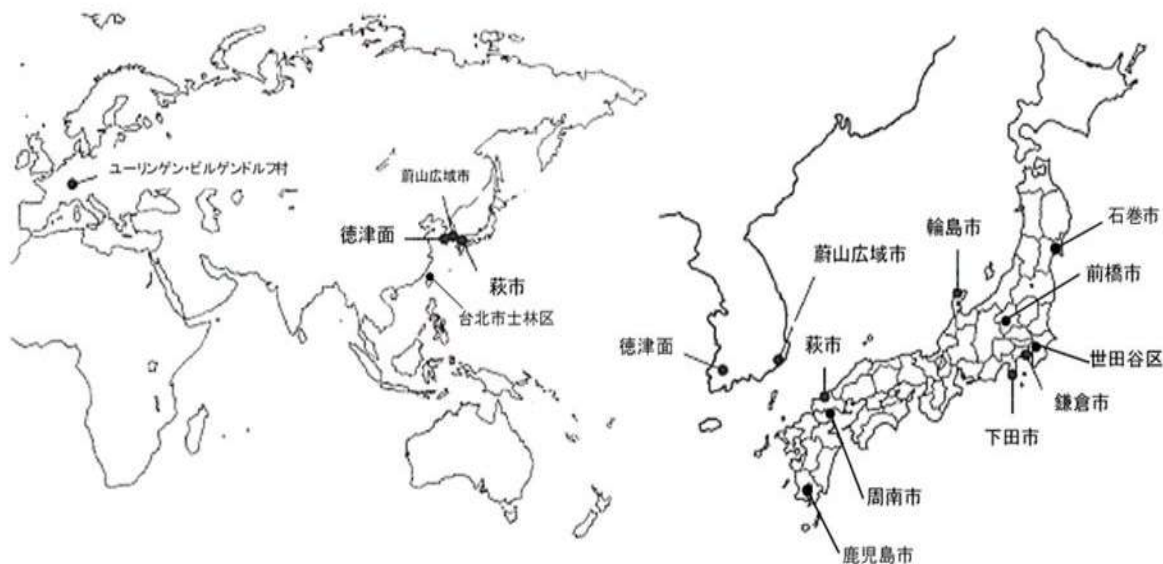 ユーリンゲン・ビルゲンドルフ村
蔚山広域市
徳津面
萩市
台北市士林区
石巻市
輪島市
前橋市
蔚山広域市
萩市
世田谷区
徳津面
鎌倉市
下田市
周南市
鹿児島市